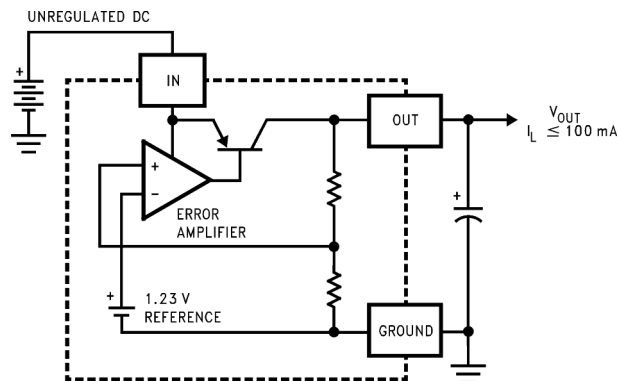 UNREGULATED DC
+
IN
OUT
V_OUT
I_L ≤ 100 mA
+
−
ERROR
AMPLIFIER
+
+
1.23 V
REFERENCE
GROUND